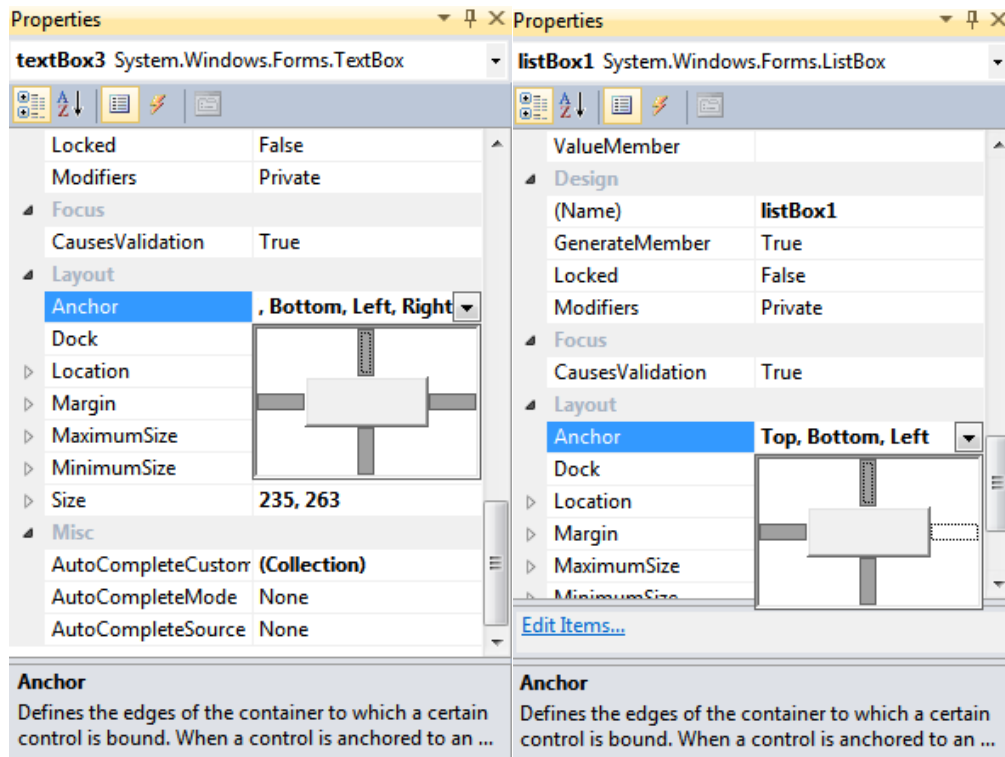 Properties
textBox3 System.Windows.Forms.TextBox
Locked False
Modifiers Private
Focus
CausesValidation True
Layout
Anchor , Bottom, Left, Right
Dock
Location
Margin
MaximumSize
MinimumSize
Size 235, 263
Misc
AutoCompleteCustom (Collection)
AutoCompleteMode None
AutoCompleteSource None
Anchor
Defines the edges of the container to which a certain
control is bound. When a control is anchored to an ...
Properties
listBox1 System.Windows.Forms.ListBox
ValueMember
Design
(Name) listBox1
GenerateMember True
Locked False
Modifiers Private
Focus
CausesValidation True
Layout
Anchor Top, Bottom, Left
Dock
Location
Margin
MaximumSize
MinimumSize
Edit Items...
Anchor
Defines the edges of the container to which a certain
control is bound. When a control is anchored to an ...